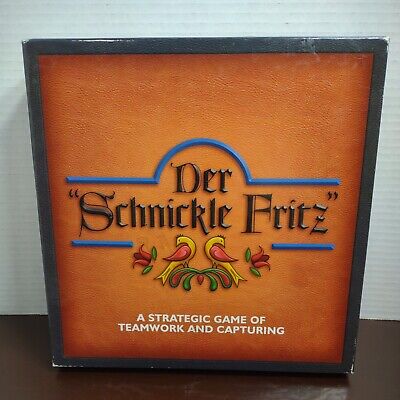 Der
"Schnickle Fritz"
A STRATEGIC GAME OF
TEAMWORK AND CAPTURING